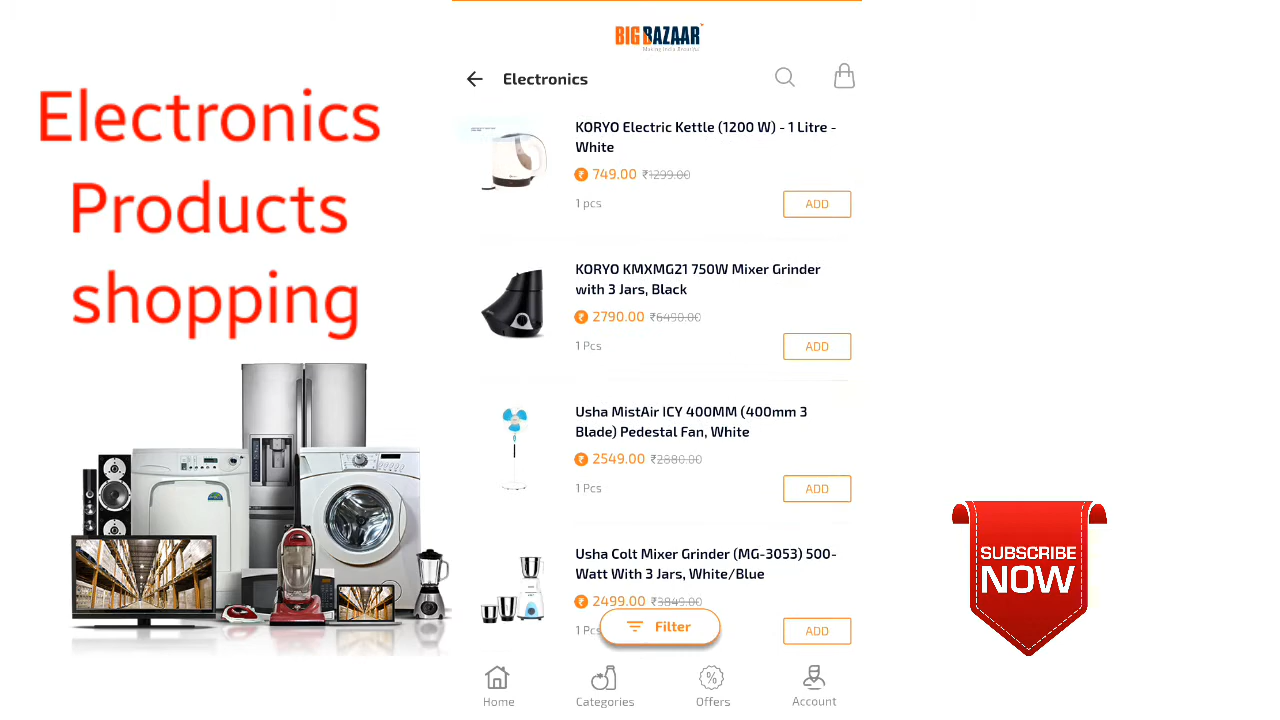 Electronics
Products
shopping
BIG BAZAAR
Making India Beautiful
Electronics
KORYO Electric Kettle (1200 W) - 1 Litre -
White
₹ 749.00 ₹1299.00
1 pcs
ADD
KORYO KMXMG21 750W Mixer Grinder
with 3 Jars, Black
₹ 2790.00 ₹6490.00
1 Pcs
ADD
Usha MistAir ICY 400MM (400mm 3
Blade) Pedestal Fan, White
₹ 2549.00 ₹2880.00
1 Pcs
ADD
Usha Colt Mixer Grinder (MG-3053) 500-
Watt With 3 Jars, White/Blue
₹ 2499.00 ₹3849.00
1 Pcs
ADD
Filter
Home
Categories
Offers
Account
SUBSCRIBE
NOW